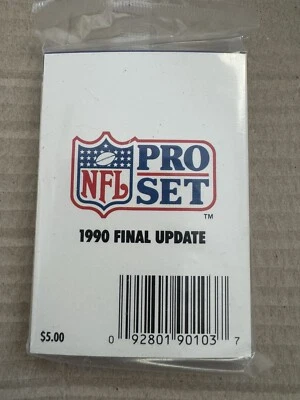 NFL
PRO
SET
TM
1990 FINAL UPDATE
$5.00
0 92801 90103 7